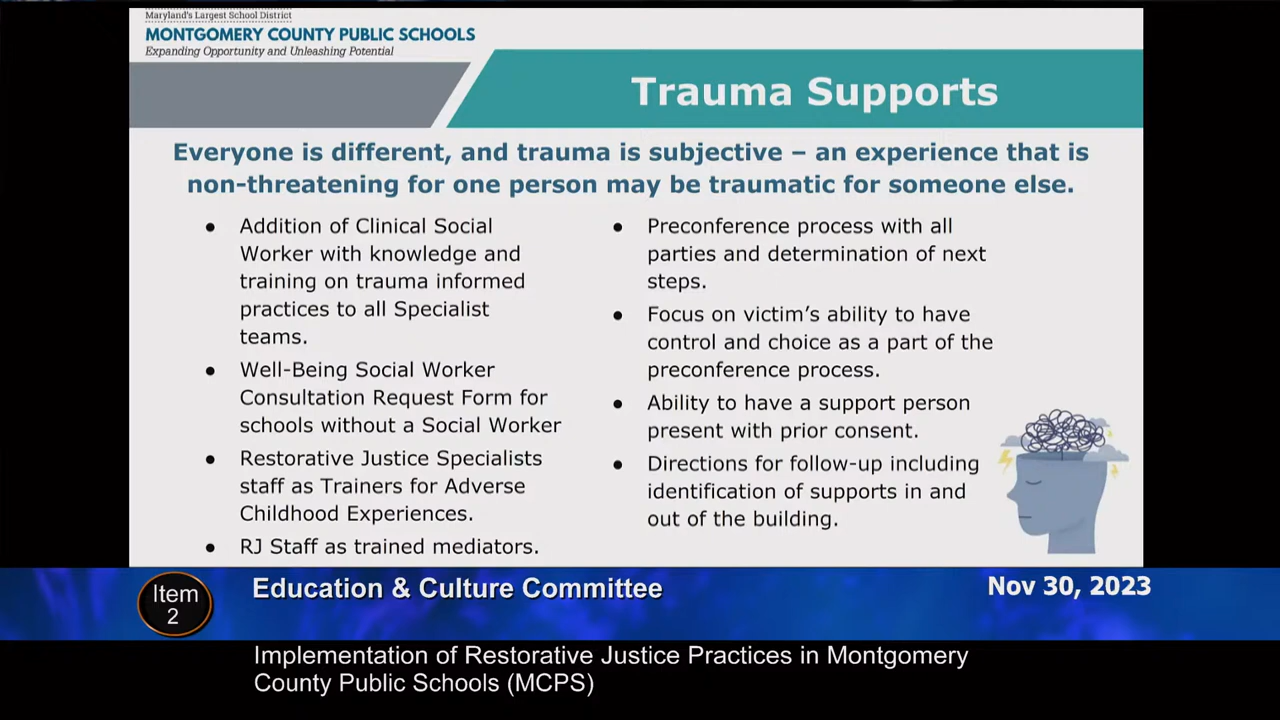 Maryland's Largest School District
MONTGOMERY COUNTY PUBLIC SCHOOLS
Expanding Opportunity and Unleashing Potential
Trauma Supports
Everyone is different, and trauma is subjective – an experience that is
non-threatening for one person may be traumatic for someone else.
● Addition of Clinical Social
Worker with knowledge and
training on trauma informed
practices to all Specialist
teams.
● Well-Being Social Worker
Consultation Request Form for
schools without a Social Worker
● Restorative Justice Specialists
staff as Trainers for Adverse
Childhood Experiences.
● RJ Staff as trained mediators.
● Preconference process with all
parties and determination of next
steps.
● Focus on victim's ability to have
control and choice as a part of the
preconference process.
● Ability to have a support person
present with prior consent.
● Directions for follow-up including
identification of supports in and
out of the building.
Item
2
Education & Culture Committee
Nov 30, 2023
Implementation of Restorative Justice Practices in Montgomery
County Public Schools (MCPS)